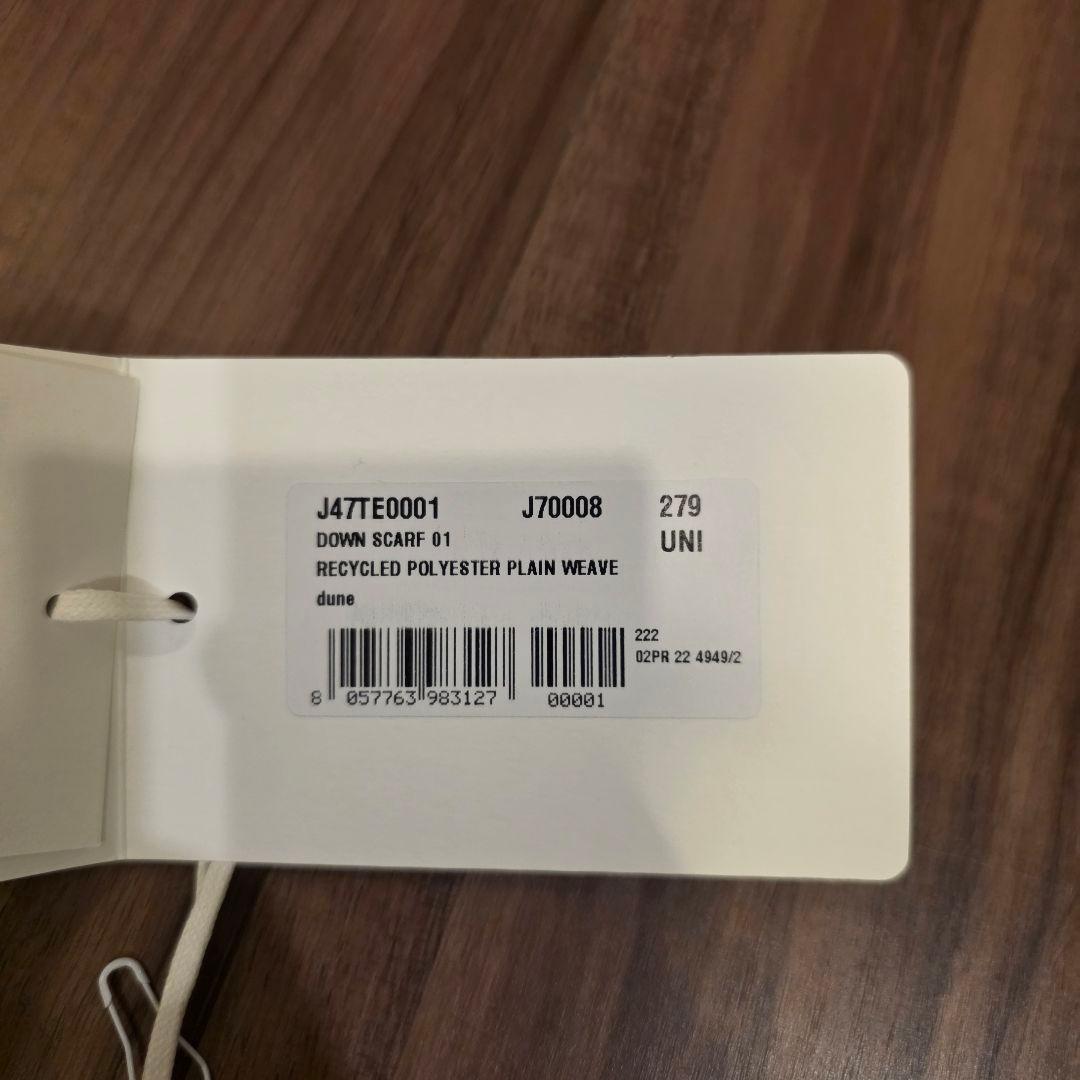 J47TE0001 J70008 279
DOWN SCARF 01 UNI
RECYCLED POLYESTER PLAIN WEAVE
dune
222
02PR 22 4949/2
8 057763 983127 00001